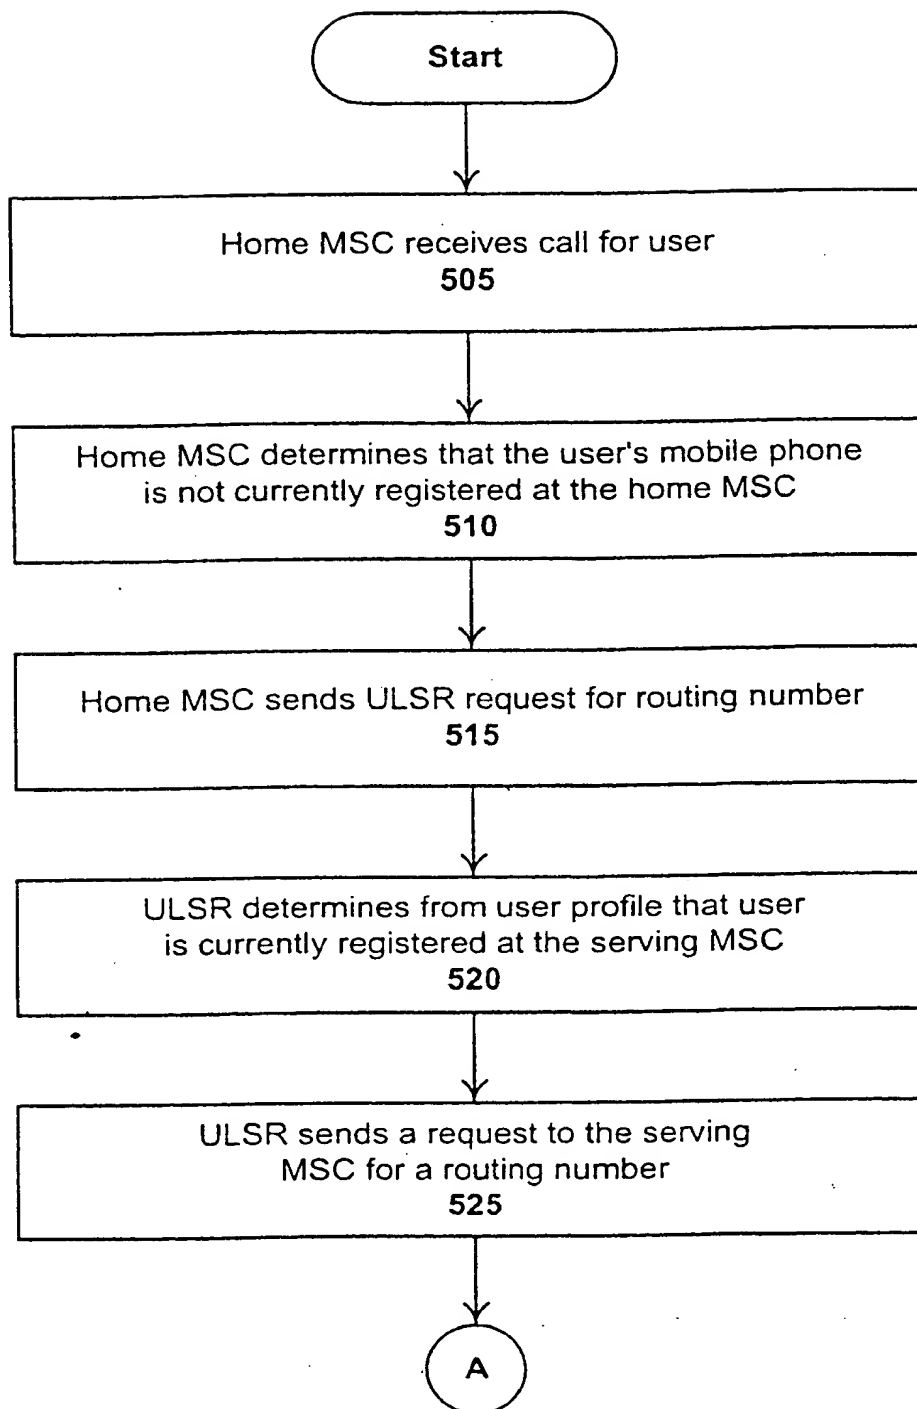 Start
Home MSC receives call for user
505
Home MSC determines that the user's mobile phone
is not currently registered at the home MSC
510
Home MSC sends ULSR request for routing number
515
ULSR determines from user profile that user
is currently registered at the serving MSC
520
ULSR sends a request to the serving
MSC for a routing number
525
A